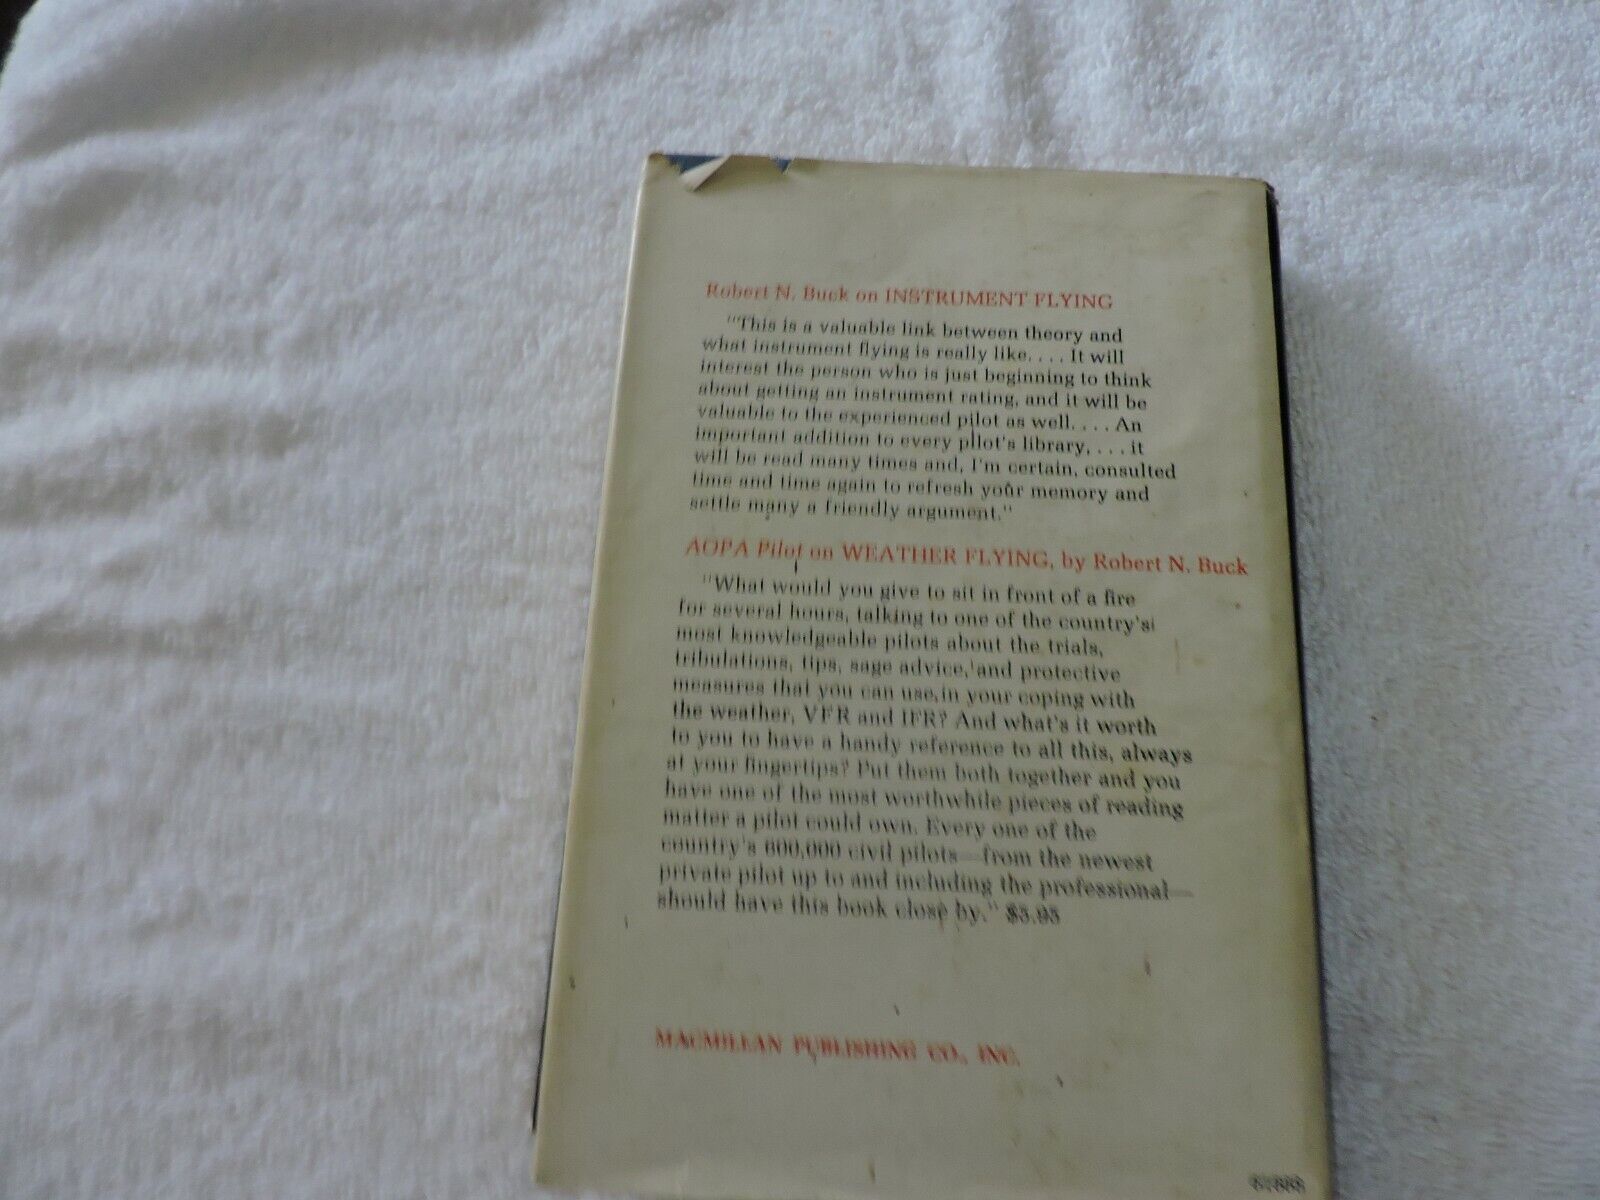 Robert N. Buck on INSTRUMENT FLYING
"This is a valuable link between theory and
what instrument flying is really like. . . . It will
interest the person who is just beginning to think
about getting an instrument rating, and it will be
valuable to the experienced pilot as well. . . . An
important addition to every pilot's library, . . . it
will be read many times and, I'm certain, consulted
time and time again to refresh your memory and
settle many a friendly argument."
AOPA Pilot on WEATHER FLYING, by Robert N. Buck
"What would you give to sit in front of a fire
for several hours, talking to one of the country's
most knowledgeable pilots about the trials,
tribulations, tips, sage advice, and protective
measures that you can use in your coping with
the weather, VFR and IFR? And what's it worth
to you to have a handy reference to all this, always
at your fingertips? Put them both together and you
have one of the most worthwhile pieces of reading
matter a pilot could own. Every one of the
country's 600,000 civil pilots—from the newest
private pilot up to and including the professional—
should have this book close by." $5.95
MACMILLAN PUBLISHING CO., INC.